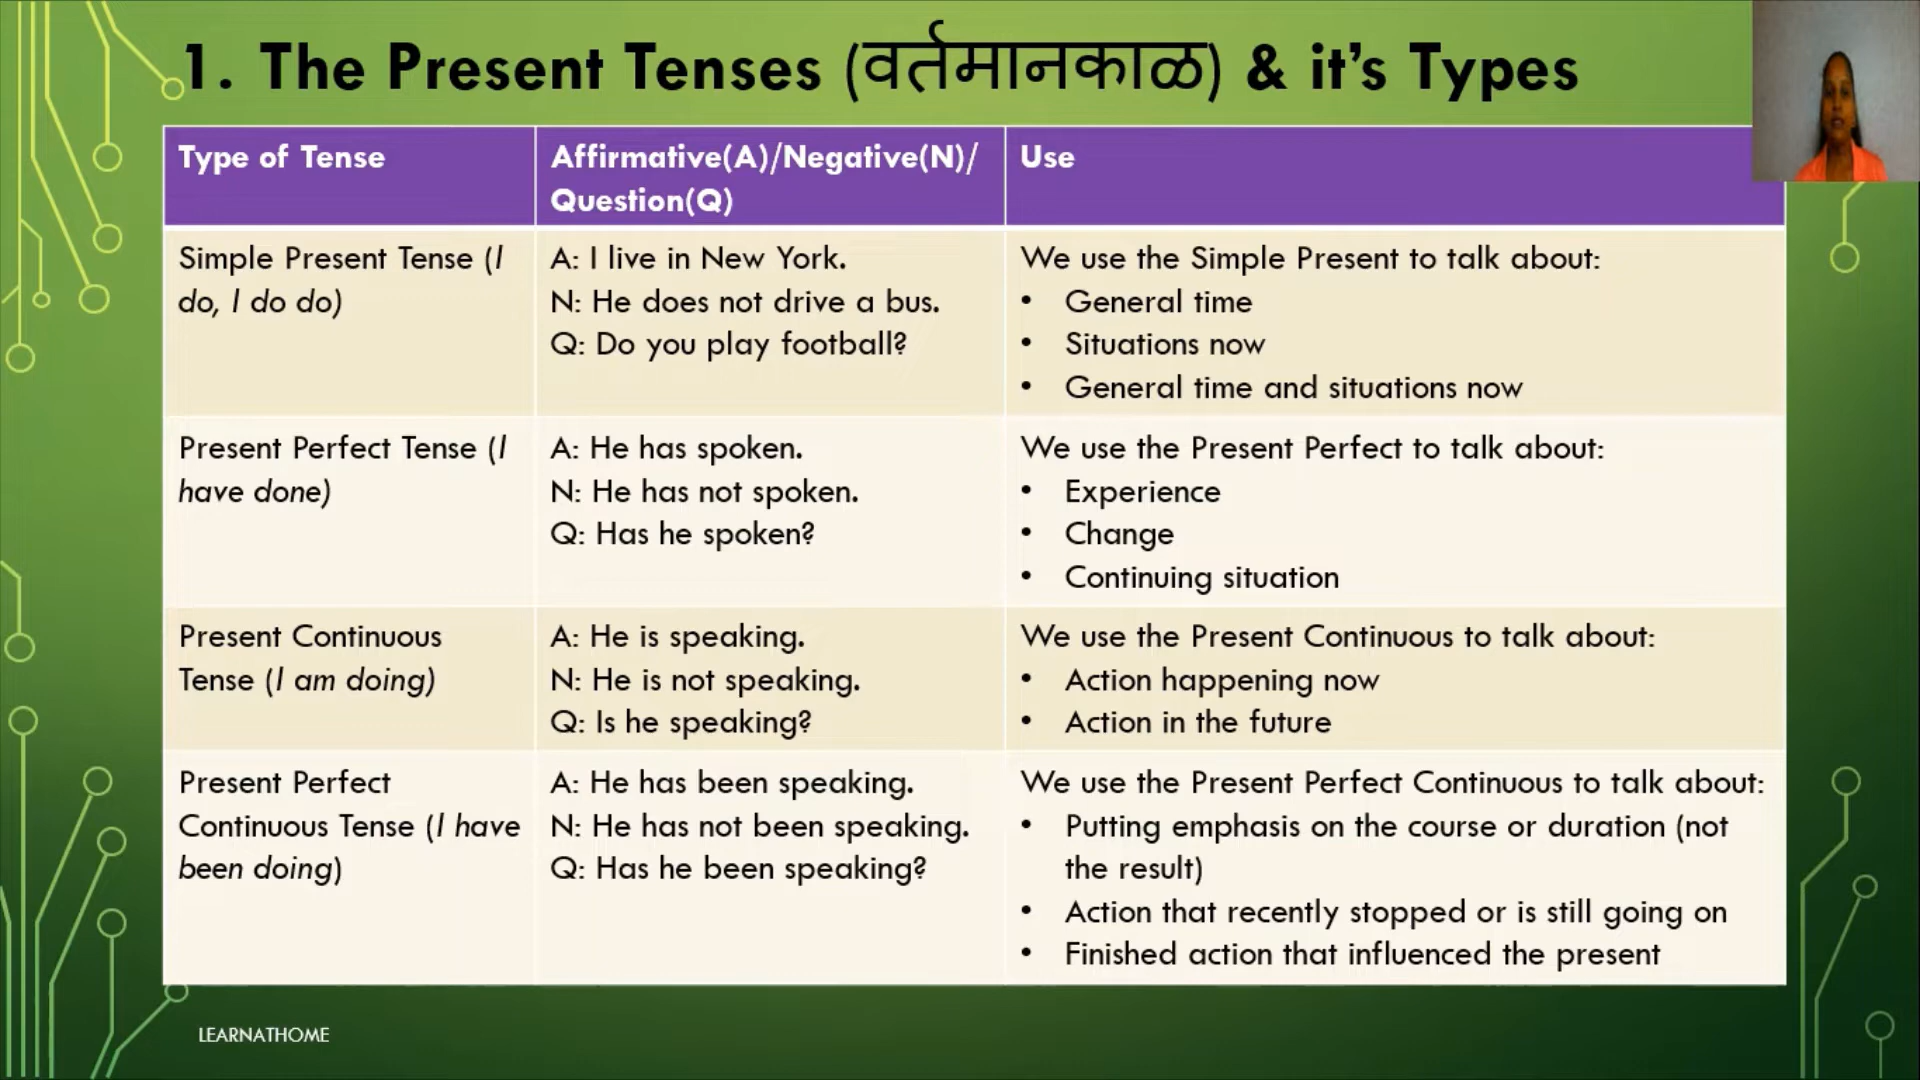 1. The Present Tenses (वर्तमानकाळ) & it's Types
Type of Tense
Affirmative(A)/Negative(N)/
Question(Q)
Use
Simple Present Tense (I
do, I do do)
A: I live in New York.
N: He does not drive a bus.
Q: Do you play football?
We use the Simple Present to talk about:
• General time
• Situations now
• General time and situations now
Present Perfect Tense (I
have done)
A: He has spoken.
N: He has not spoken.
Q: Has he spoken?
We use the Present Perfect to talk about:
• Experience
• Change
• Continuing situation
Present Continuous
Tense (I am doing)
A: He is speaking.
N: He is not speaking.
Q: Is he speaking?
We use the Present Continuous to talk about:
• Action happening now
• Action in the future
Present Perfect
Continuous Tense (I have
been doing)
A: He has been speaking.
N: He has not been speaking.
Q: Has he been speaking?
We use the Present Perfect Continuous to talk about:
• Putting emphasis on the course or duration (not
the result)
• Action that recently stopped or is still going on
• Finished action that influenced the present
LEARNATHOME